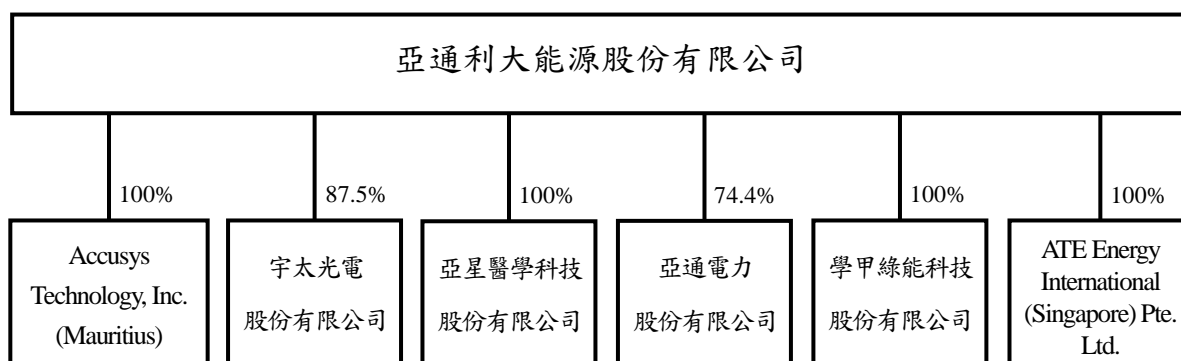 亞通利大能源股份有限公司
100%
87.5%
100%
74.4%
100%
100%
Accusys
Technology, Inc.
(Mauritius)
宇太光電
股份有限公司
亞星醫學科技
股份有限公司
亞通電力
股份有限公司
學甲綠能科技
股份有限公司
ATE Energy
International
(Singapore) Pte.
Ltd.